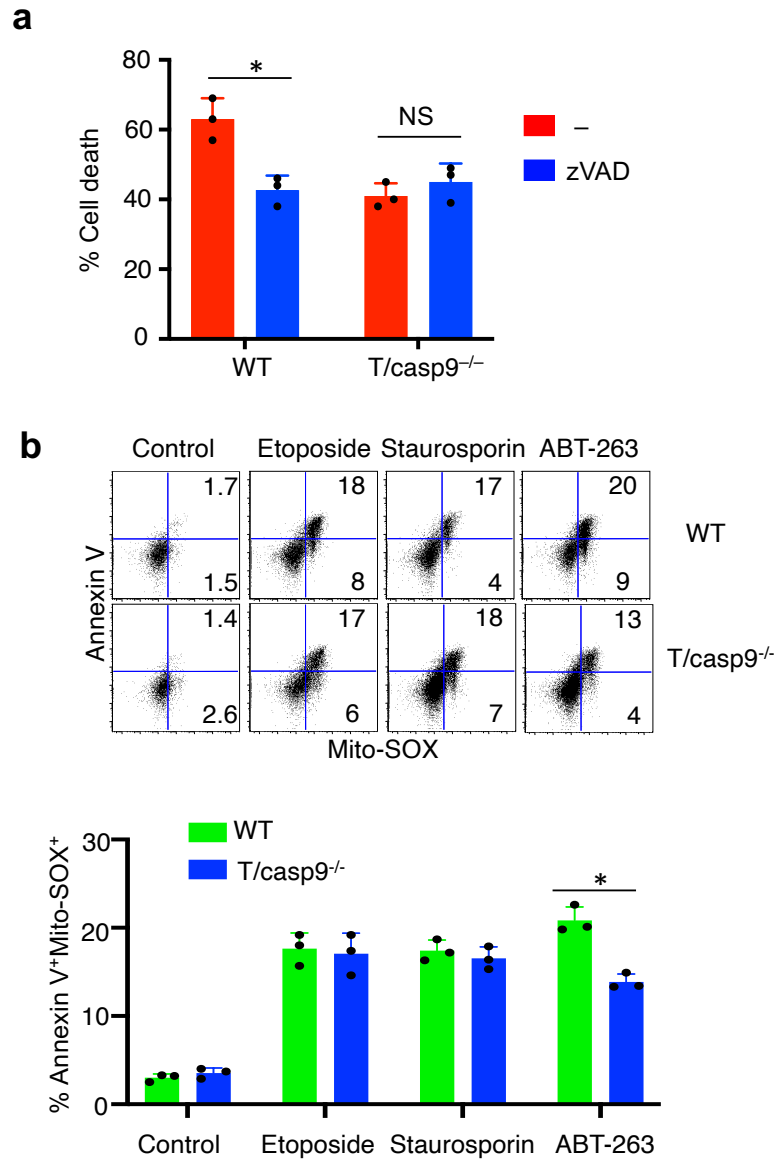 a
% Cell death
80
60
40
20
0
*
NS
–
zVAD
WT
T/casp9⁻/⁻
b
Control Etoposide Staurosporin ABT-263
Annexin V
1.7 18 17 20
WT
1.5 8 4 9
1.4 17 18 13
T/casp9-/-
2.6 6 7 4
Mito-SOX
% Annexin V+Mito-SOX+
30
20
10
0
WT
T/casp9-/-
*
Control Etoposide Staurosporin ABT-263